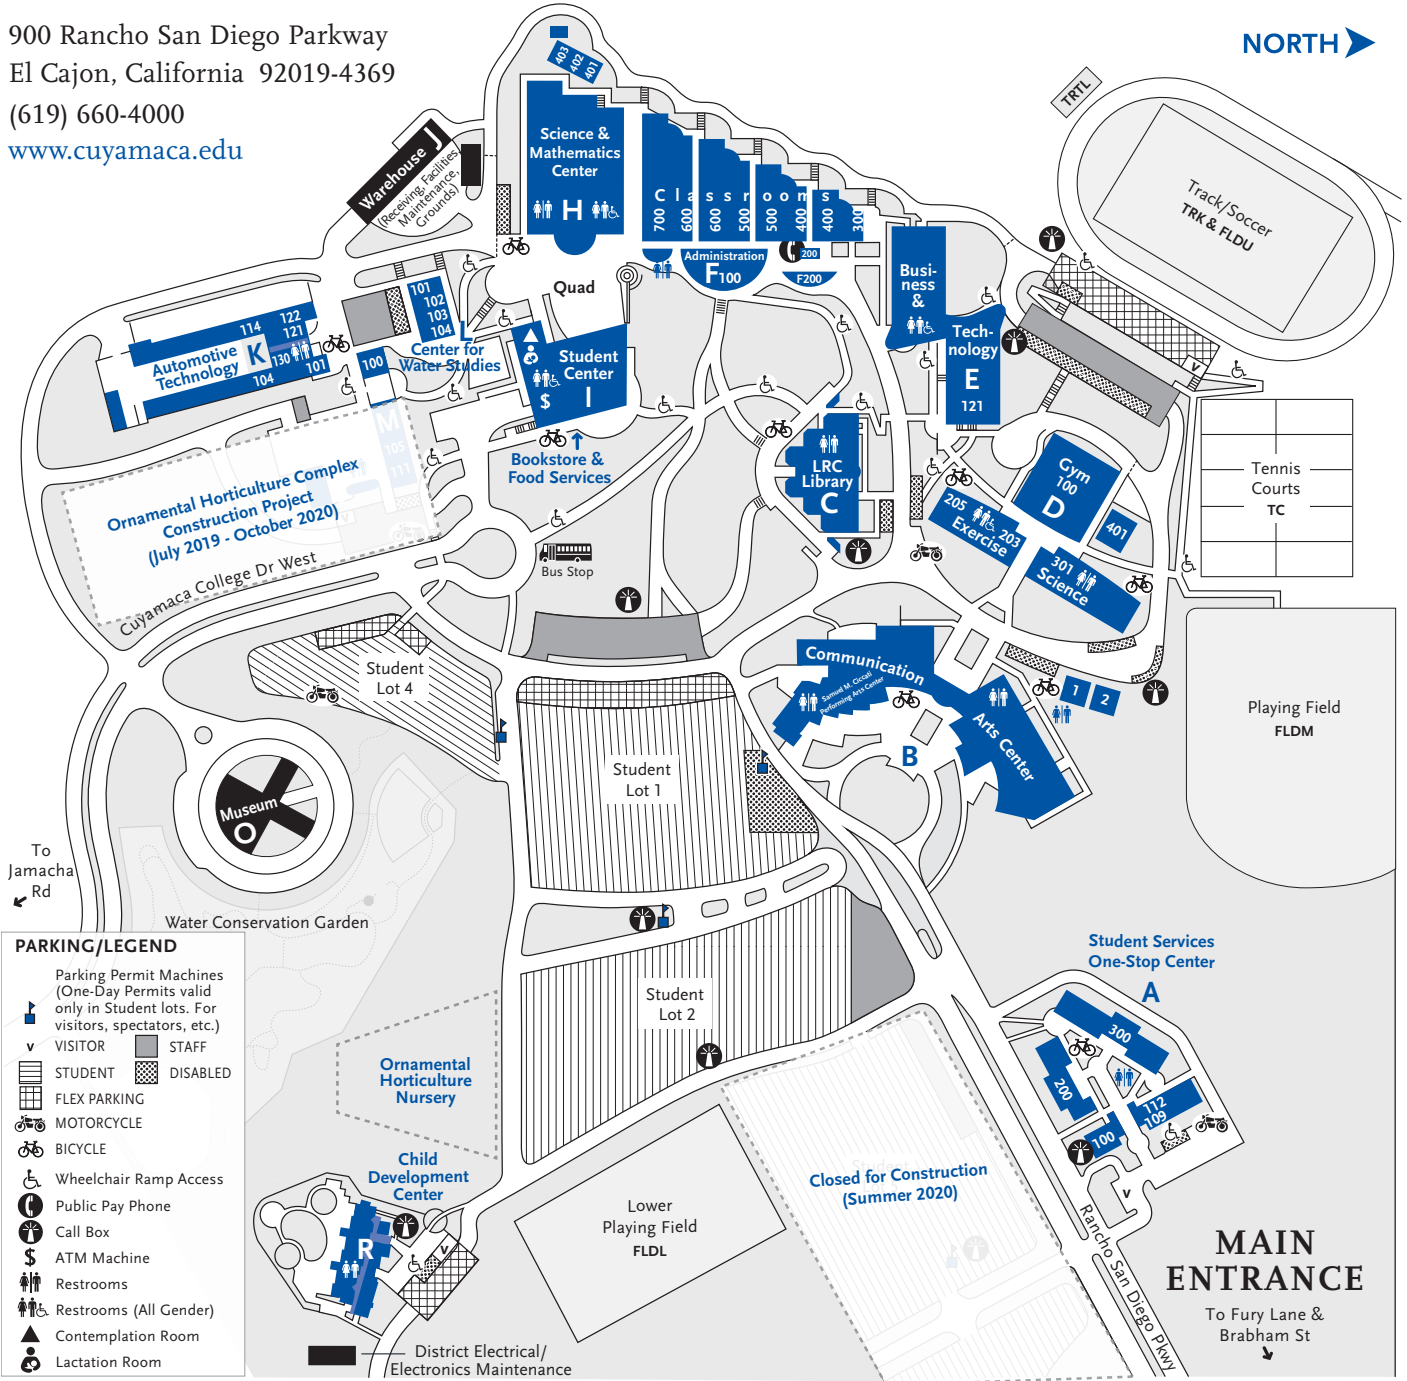 900 Rancho San Diego Parkway
El Cajon, California 92019-4369
(619) 660-4000
www.cuyamaca.edu
NORTH
403
402
401
TRTL
Science &
Mathematics
Center
H
Warehouse J
(Receiving, Facilities,
Maintenance,
Grounds)
Classrooms
700
600
600
500
500
400
400
300
Track/Soccer
TRK & FLDU
Administration
F100
200
F200
Quad
Busi-
ness
&
Tech-
nology
E
121
101
102
103
104
L
Center for
Water Studies
114
122
121
Automotive
Technology
K
130
101
104
100
M
105
111
Student
Center
I
$
Bookstore &
Food Services
LRC
Library
C
Gym
100
D
401
205
203
Exercise
301
Science
V
Tennis
Courts
TC
Ornamental Horticulture Complex
Construction Project
(July 2019 - October 2020)
Cuyamaca College Dr West
Bus Stop
Student
Lot 4
Communication
Samuel M. Ciccati
Performing Arts Center
Arts Center
B
1
2
Playing Field
FLDM
Student
Lot 1
Museum
O
To
Jamacha
Rd
Water Conservation Garden
Student
Lot 2
Student Services
One-Stop Center
A
300
200
112
109
100
V
Ornamental
Horticulture
Nursery
Child
Development
Center
R
V
Lower
Playing Field
FLDL
Closed for Construction
(Summer 2020)
Rancho San Diego Pkwy
MAIN
ENTRANCE
To Fury Lane &
Brabham St
District Electrical/
Electronics Maintenance
PARKING/LEGEND
Parking Permit Machines
(One-Day Permits valid
only in Student lots. For
visitors, spectators, etc.)
V VISITOR
STAFF
STUDENT
DISABLED
FLEX PARKING
MOTORCYCLE
BICYCLE
Wheelchair Ramp Access
Public Pay Phone
Call Box
$ ATM Machine
Restrooms
Restrooms (All Gender)
Contemplation Room
Lactation Room